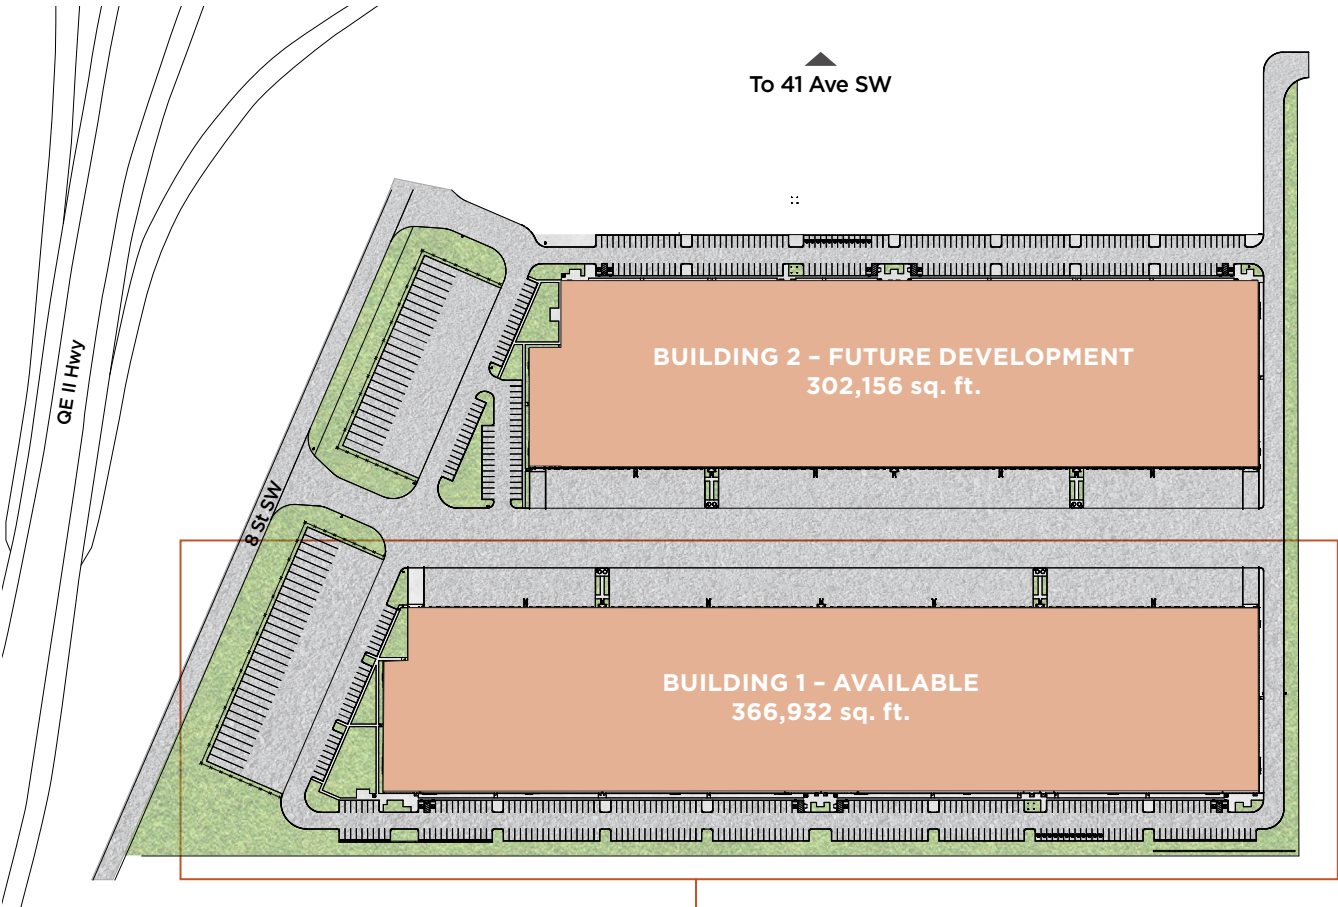 To 41 Ave SW
QE II Hwy
BUILDING 2 – FUTURE DEVELOPMENT
302,156 sq. ft.
8 St SW
BUILDING 1 – AVAILABLE
366,932 sq. ft.